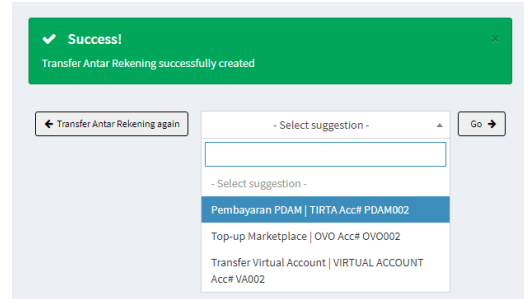 Success!
Transfer Antar Rekening successfully created
Transfer Antar Rekening again
- Select suggestion -
Go
- Select suggestion -
Pembayaran PDAM | TIRTA Acc# PDAM002
Top-up Marketplace | OVO Acc# OVO002
Transfer Virtual Account | VIRTUAL ACCOUNT
Acc# VA002